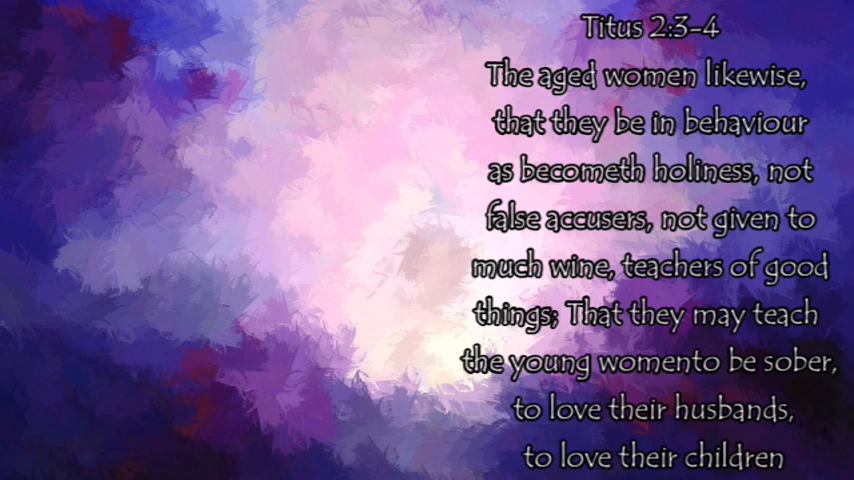 Titus 2:3-4
The aged women likewise,
that they be in behaviour
as becometh holiness, not
false accusers, not given to
much wine, teachers of good
things; That they may teach
the young womento be sober,
to love their husbands,
to love their children